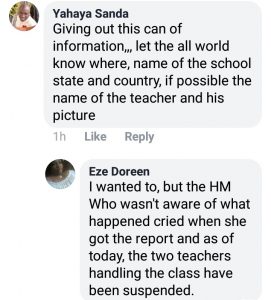 Yahaya Sanda
Giving out this can of
information,,, let the all world
know where, name of the school
state and country, if possible the
name of the teacher and his
picture
1h Like Reply
Eze Doreen
I wanted to, but the HM
Who wasn't aware of what
happened cried when she
got the report and as of
today, the two teachers
handling the class have
been suspended.